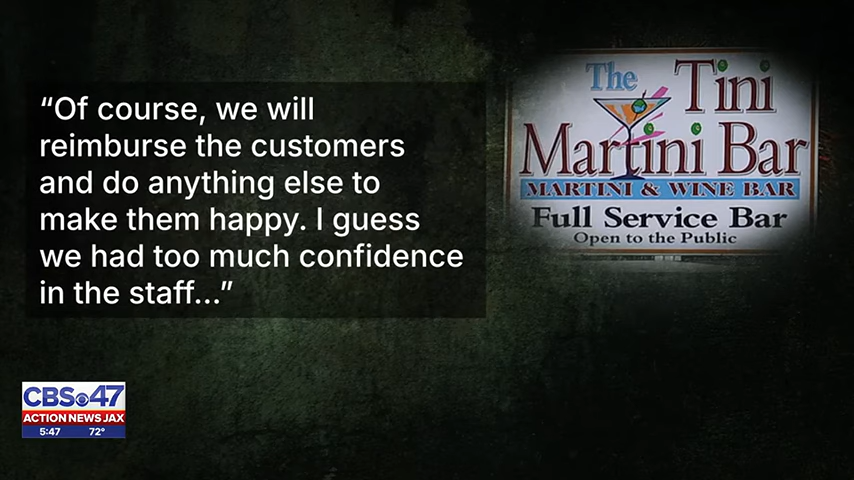 “Of course, we will
reimburse the customers
and do anything else to
make them happy. I guess
we had too much confidence
in the staff...”
The Tini
Martini Bar
MARTINI & WINE BAR
Full Service Bar
Open to the Public
CBS 47
ACTION NEWS JAX
5:47 72°